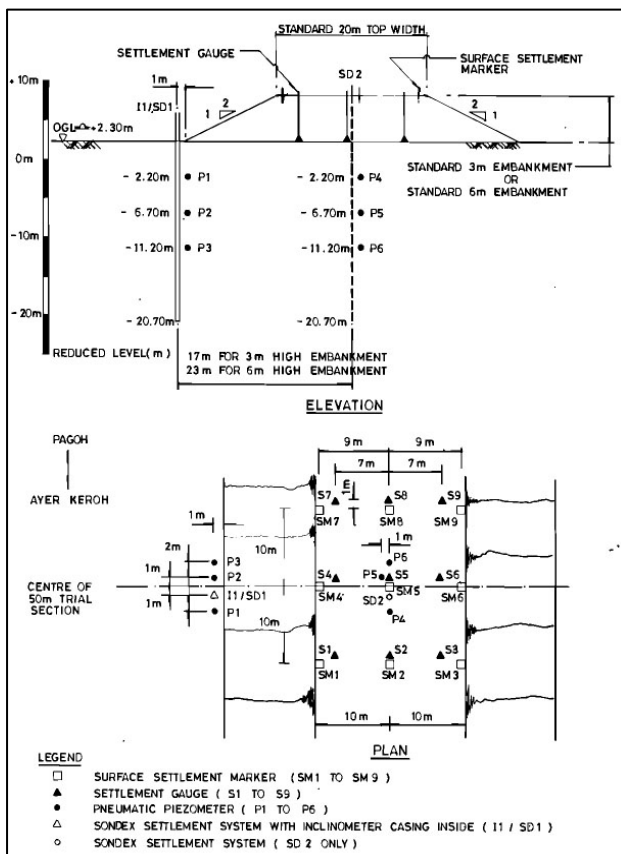 STANDARD 20m TOP WIDTH
SETTLEMENT GAUGE
SD 2
SURFACE SETTLEMENT
MARKER
+10m
1m
I1/SD1
2
1
2
1
OGL +2.30m
0m
STANDARD 3m EMBANKMENT
OR
STANDARD 6m EMBANKMENT
-2.20m P1
-2.20m P4
-6.70m P2
-6.70m P5
-10m
-11.20m P3
-11.20m P6
-20m
-20.70m
-20.70m
REDUCED LEVEL(m)
17m FOR 3m HIGH EMBANKMENT
23m FOR 6m HIGH EMBANKMENT
ELEVATION
PAGOH
AYER KEROH
9m 9m
7m 7m
S7 1m S8 S9
SM7 SM8 SM9
1m
2m
1m
1m
10m
10m
1m
P3
P2
I1/SD1
P1
P6
S4 P5 S5 S6
SM4 SM5 SM6
SD2
P4
CENTRE OF
50m TRIAL
SECTION
S1 S2 S3
SM1 SM2 SM3
10m 10m
PLAN
LEGEND
SURFACE SETTLEMENT MARKER (SM1 TO SM9)
SETTLEMENT GAUGE (S1 TO S9)
PNEUMATIC PIEZOMETER (P1 TO P6)
SONDEX SETTLEMENT SYSTEM WITH INCLINOMETER CASING INSIDE (I1/SD1)
SONDEX SETTLEMENT SYSTEM (SD2 ONLY)